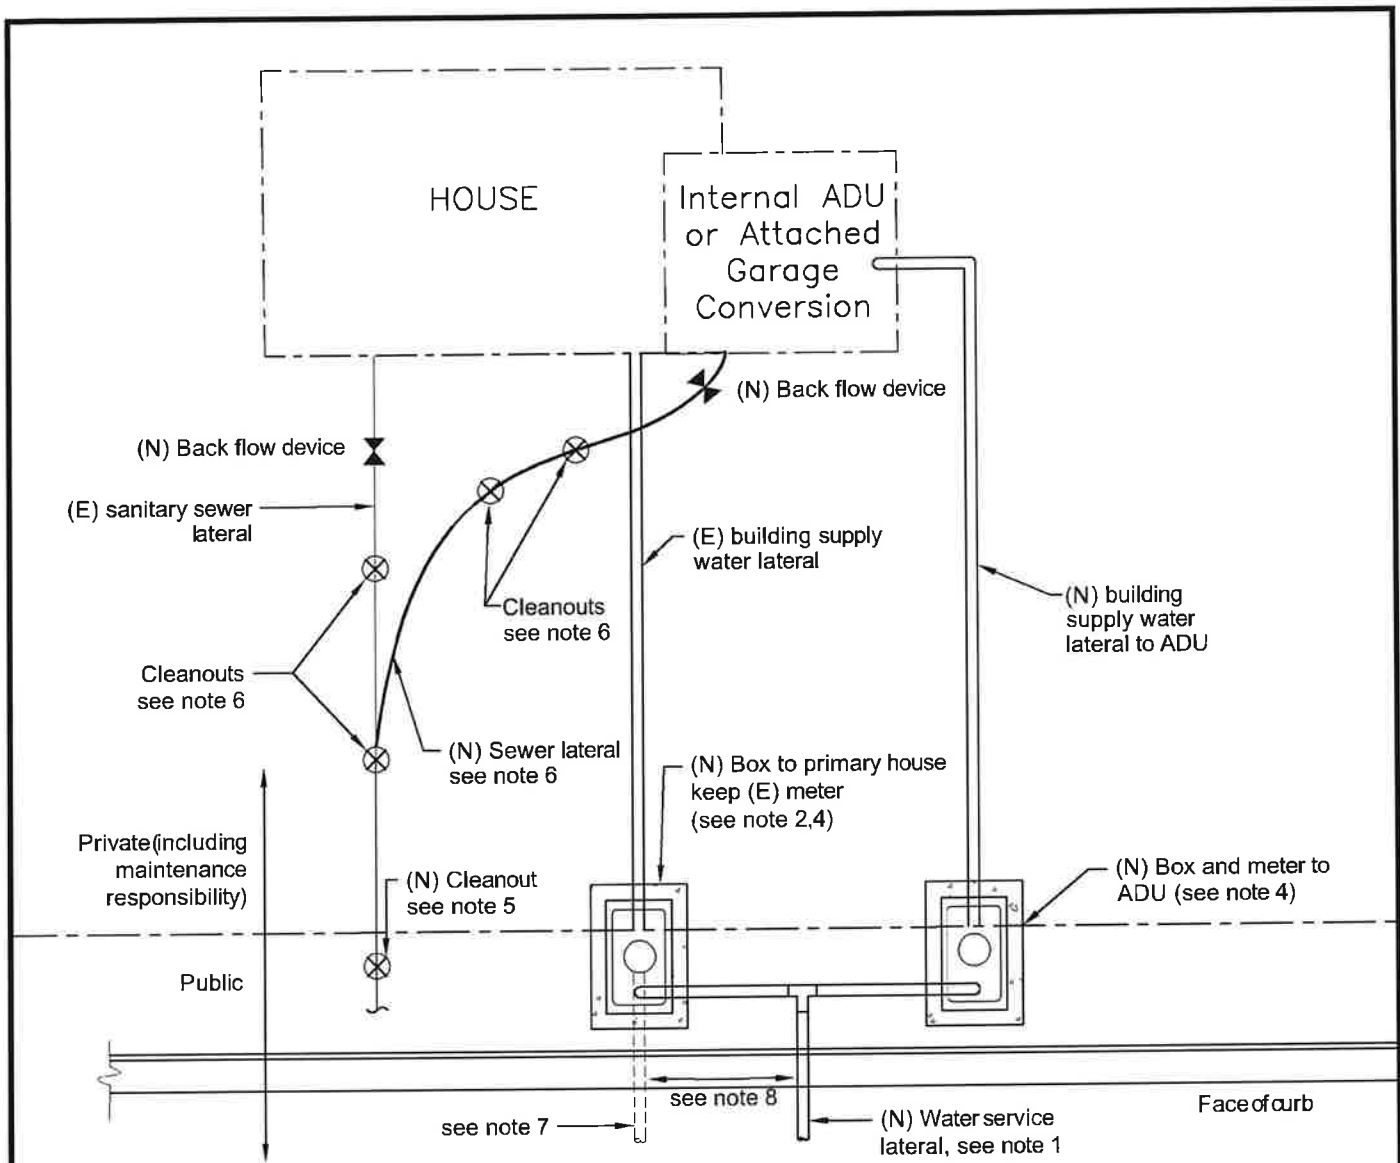 HOUSE
Internal ADU
or Attached
Garage
Conversion
(N) Back flow device
(N) Back flow device
(E) sanitary sewer
lateral
(E) building supply
water lateral
Cleanouts
see note 6
(N) building
supply water
lateral to ADU
Cleanouts
see note 6
(N) Sewer lateral
see note 6
(N) Box to primary house
keep (E) meter
(see note 2,4)
Private(including
maintenance
responsibility)
(N) Cleanout
see note 5
(N) Box and meter to
ADU (see note 4)
Public
see note 8
Face of curb
see note 7
(N) Water service
lateral, see note 1